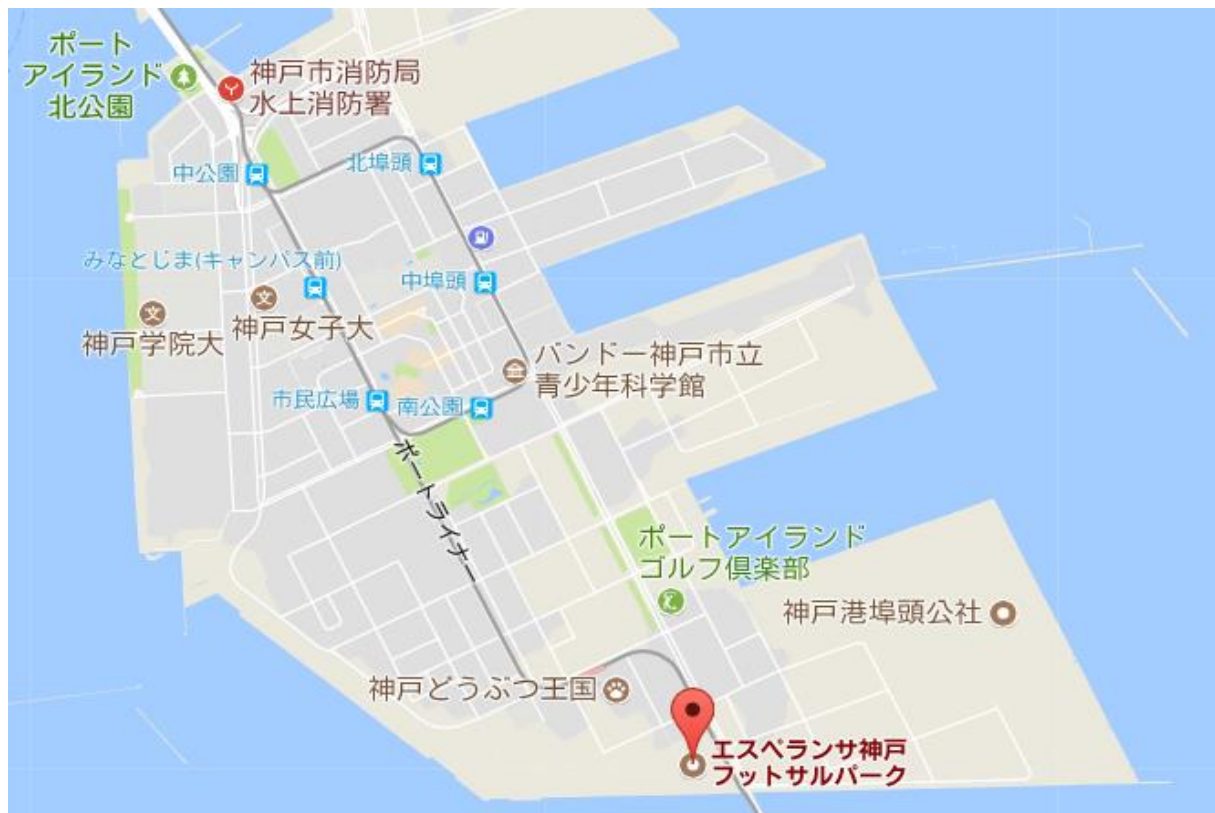 ポート
アイランド
北公園
神戸市消防局
水上消防署
中公園
北埠頭
みなとじま(キャンパス前)
中埠頭
神戸学院大
神戸女子大
バンドー神戸市立
青少年科学館
市民広場
南公園
ポートライナー
ポートアイランド
ゴルフ倶楽部
神戸港埠頭公社
神戸どうぶつ王国
エスペランサ神戸
フットサルパーク